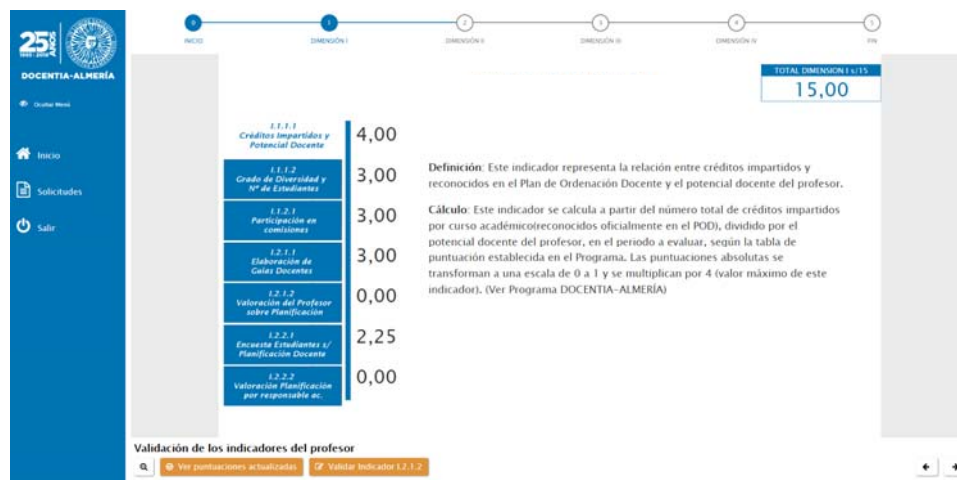 0
1
2
3
4
5
INICIO
DIMENSIÓN I
DIMENSIÓN II
DIMENSIÓN III
DIMENSIÓN IV
FIN
25 AÑOS
DOCENTIA-ALMERÍA
Ocultar Menú
Inicio
Solicitudes
Salir
TOTAL DIMENSION I s/15
15,00
I.1.1.1
Créditos Impartidos y
Potencial Docente
4,00
I.1.1.2
Grado de Diversidad y
Nº de Estudiantes
3,00
I.1.2.1
Participación en
comisiones
3,00
I.2.1.1
Elaboración de
Guías Docentes
3,00
I.2.1.2
Valoración del Profesor
sobre Planificación
0,00
I.2.2.1
Encuesta Estudiantes s/
Planificación Docente
2,25
I.2.2.2
Valoración Planificación
por responsable ac.
0,00
Definición: Este indicador representa la relación entre créditos impartidos y
reconocidos en el Plan de Ordenación Docente y el potencial docente del profesor.
Cálculo: Este indicador se calcula a partir del número total de créditos impartidos
por curso académico(reconocidos oficialmente en el POD), dividido por el
potencial docente del profesor, en el periodo a evaluar, según la tabla de
puntuación establecida en el Programa. Las puntuaciones absolutas se
transforman a una escala de 0 a 1 y se multiplican por 4 (valor máximo de este
indicador). (Ver Programa DOCENTIA-ALMERÍA)
Validación de los indicadores del profesor
Ver puntuaciones actualizadas
Validar Indicador I.2.1.2